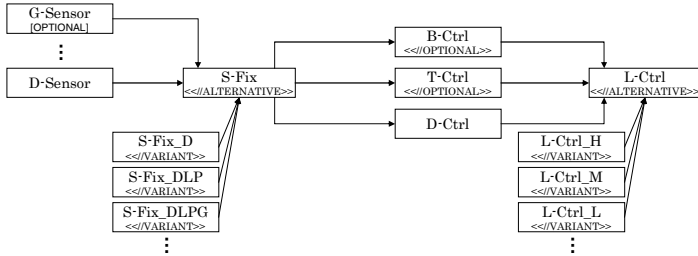 G-Sensor
[OPTIONAL]
D-Sensor
S-Fix
<<//ALTERNATIVE>>
B-Ctrl
<<//OPTIONAL>>
T-Ctrl
<<//OPTIONAL>>
D-Ctrl
L-Ctrl
<<//ALTERNATIVE>>
S-Fix_D
<<//VARIANT>>
S-Fix_DLP
<<//VARIANT>>
S-Fix_DLPG
<<//VARIANT>>
L-Ctrl_H
<<//VARIANT>>
L-Ctrl_M
<<//VARIANT>>
L-Ctrl_L
<<//VARIANT>>